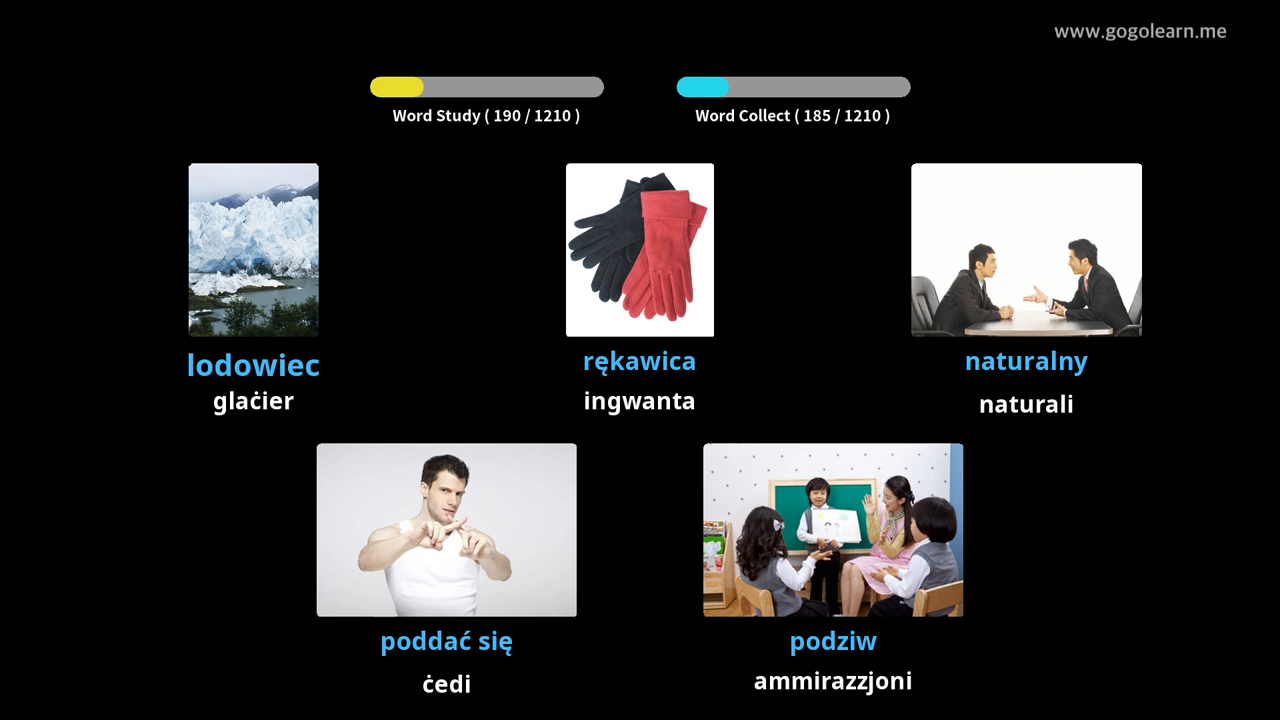 www.gogolearn.me
Word Study ( 190 / 1210 )
Word Collect ( 185 / 1210 )
lodowiec
glaċier
rękawica
ingwanta
naturalny
naturali
poddać się
ċedi
podziw
ammirazzjoni